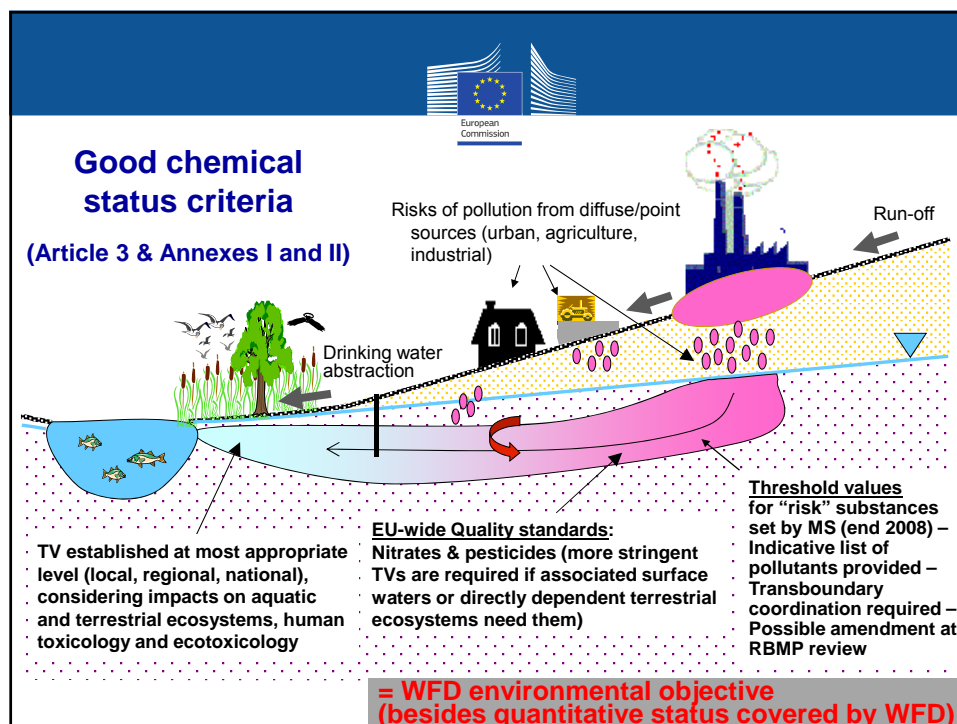 European
Commission
Good chemical
status criteria
(Article 3 & Annexes I and II)
Risks of pollution from diffuse/point
sources (urban, agriculture,
industrial)
Run-off
Drinking water
abstraction
TV established at most appropriate
level (local, regional, national),
considering impacts on aquatic
and terrestrial ecosystems, human
toxicology and ecotoxicology
EU-wide Quality standards:
Nitrates & pesticides (more stringent
TVs are required if associated surface
waters or directly dependent terrestrial
ecosystems need them)
Threshold values
for “risk” substances
set by MS (end 2008) –
Indicative list of
pollutants provided –
Transboundary
coordination required –
Possible amendment at
RBMP review
= WFD environmental objective
(besides quantitative status covered by WFD)